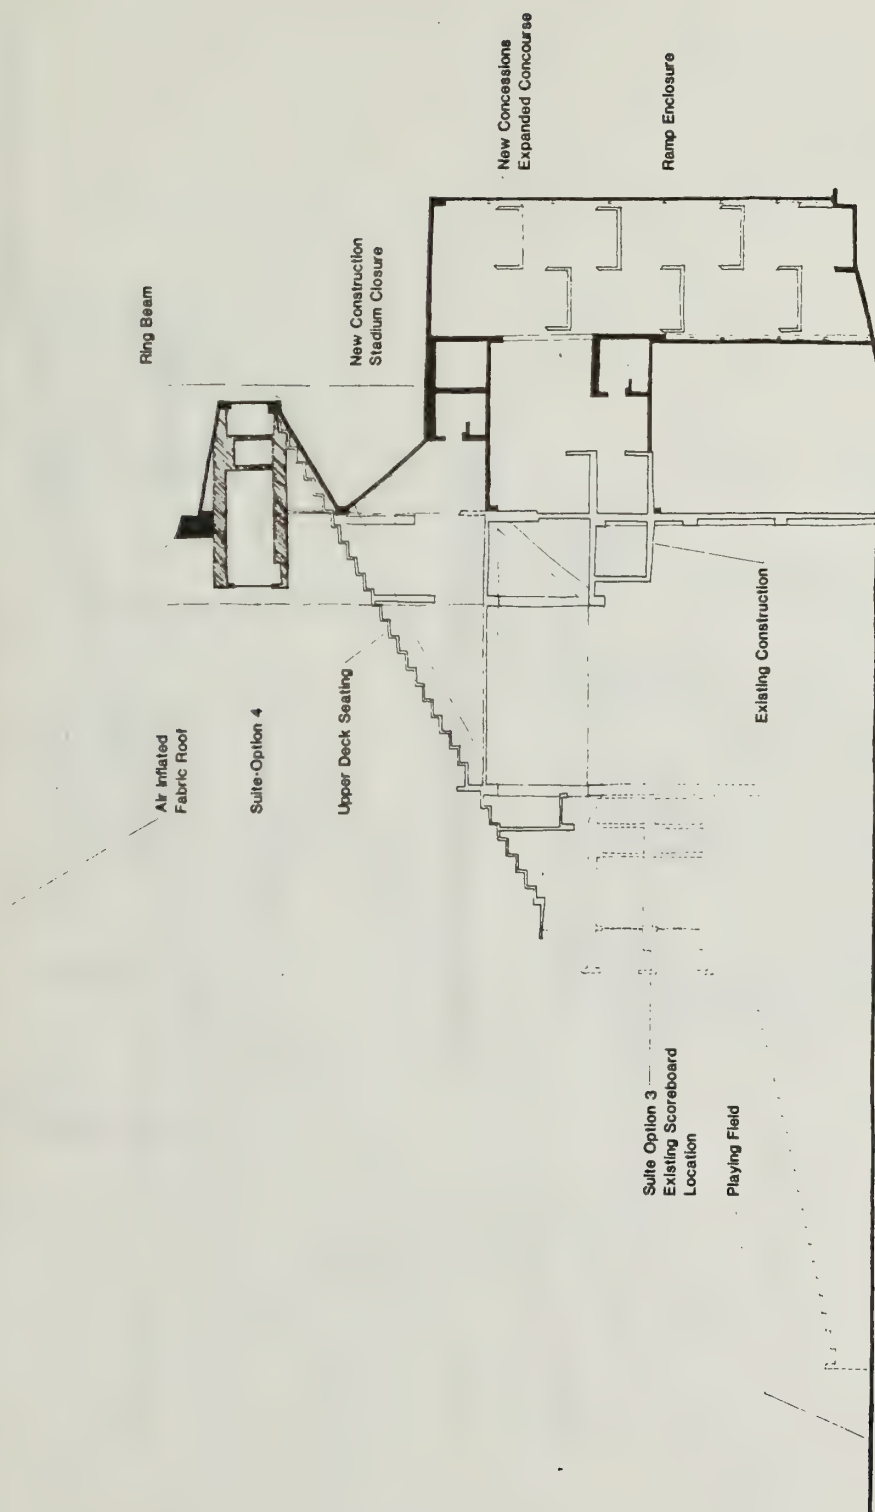 Air Inflated
Fabric Roof
Ring Beam
Suite-Option 4
Upper Deck Seating
New Construction
Stadium Closure
New Concessions
Expanded Concourse
Suite Option 3
Existing Scoreboard
Location
Ramp Enclosure
Playing Field
Existing Construction